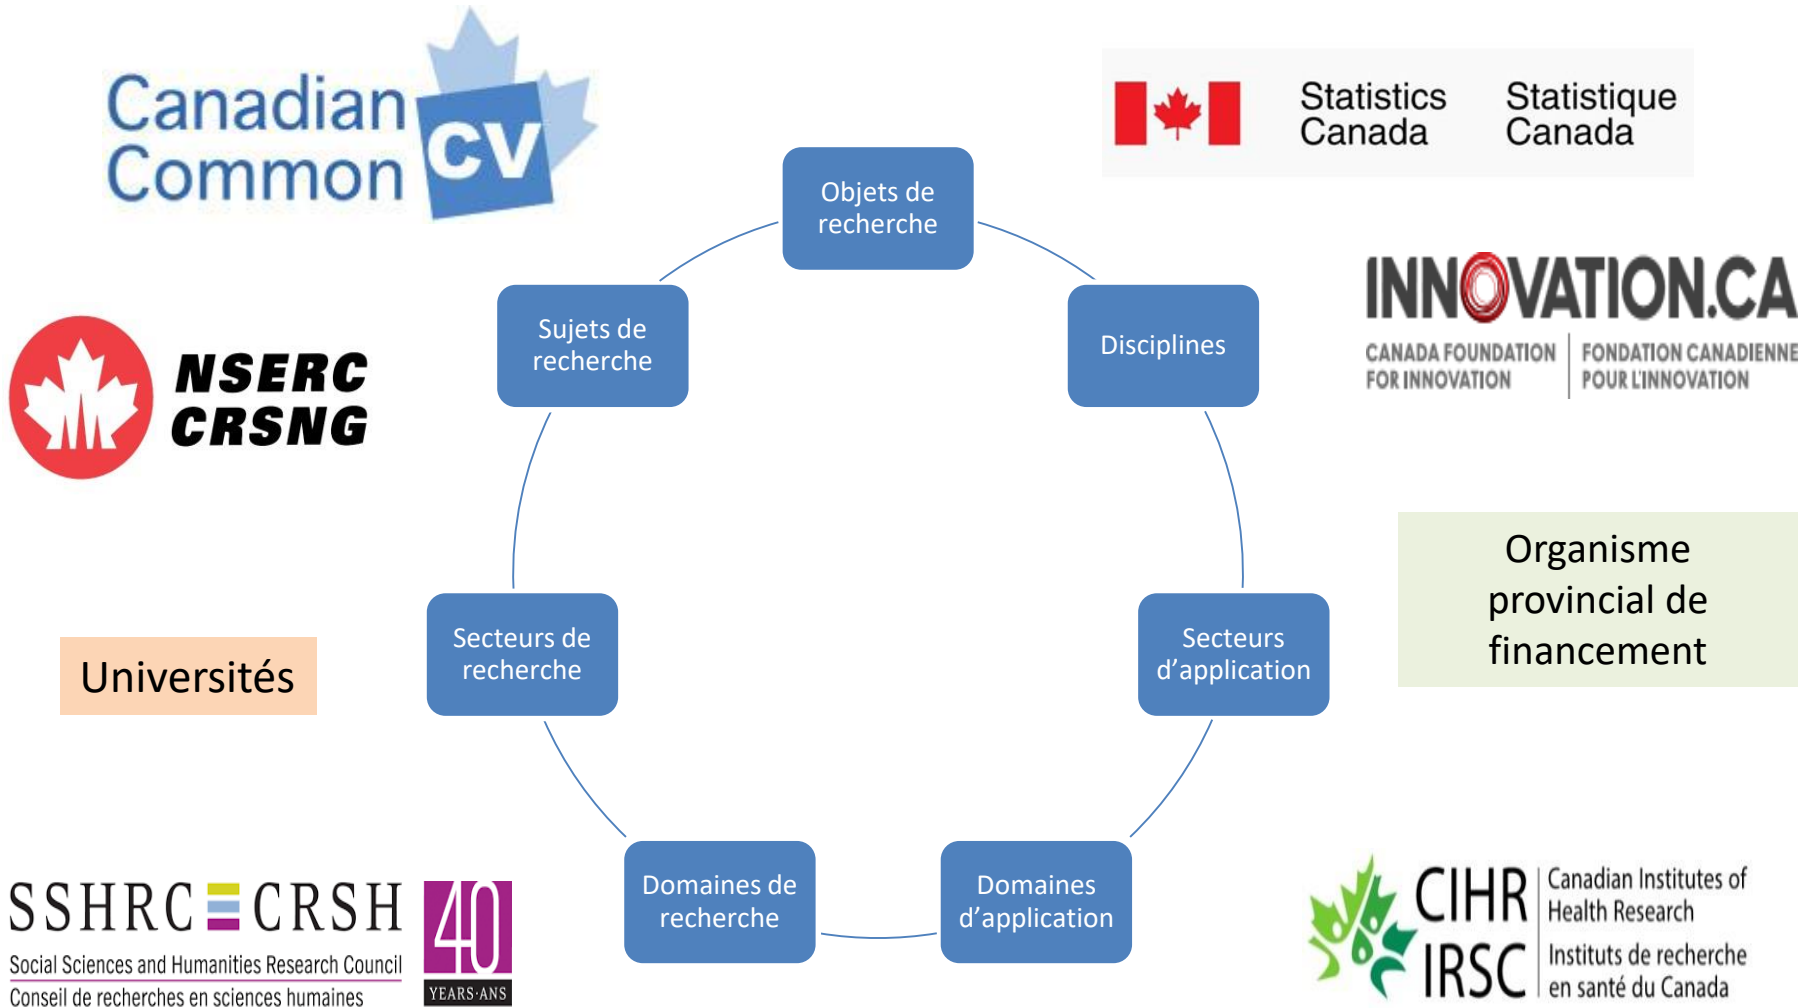 Canadian
Common
CV
Statistics
Canada
Statistique
Canada
Objets de
recherche
INNOVATION.CA
CANADA FOUNDATION
FOR INNOVATION
FONDATION CANADIENNE
POUR L'INNOVATION
Sujets de
recherche
Disciplines
NSERC
CRSNG
Organisme
provincial de
financement
Secteurs de
recherche
Secteurs
d’application
Universités
Domaines de
recherche
Domaines
d’application
SSHRC CRSH
Social Sciences and Humanities Research Council
Conseil de recherches en sciences humaines
40
YEARS·ANS
CIHR
IRSC
Canadian Institutes of
Health Research
Instituts de recherche
en santé du Canada